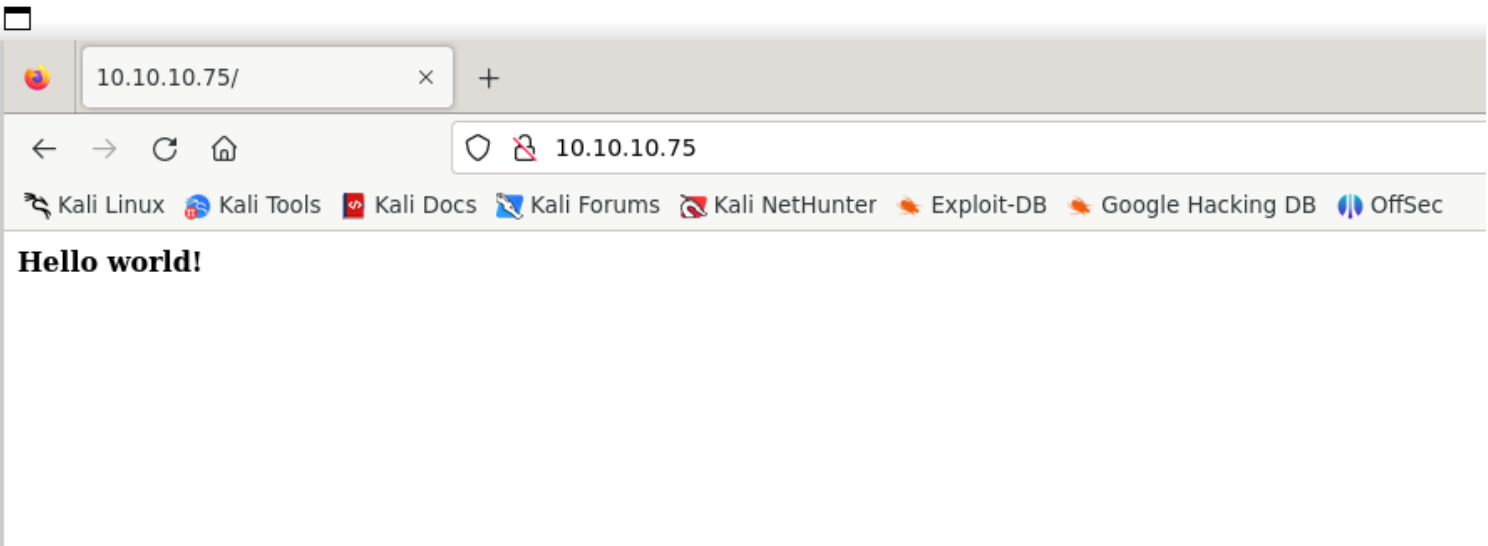 10.10.10.75/
10.10.10.75
Kali Linux Kali Tools Kali Docs Kali Forums Kali NetHunter Exploit-DB Google Hacking DB OffSec
Hello world!